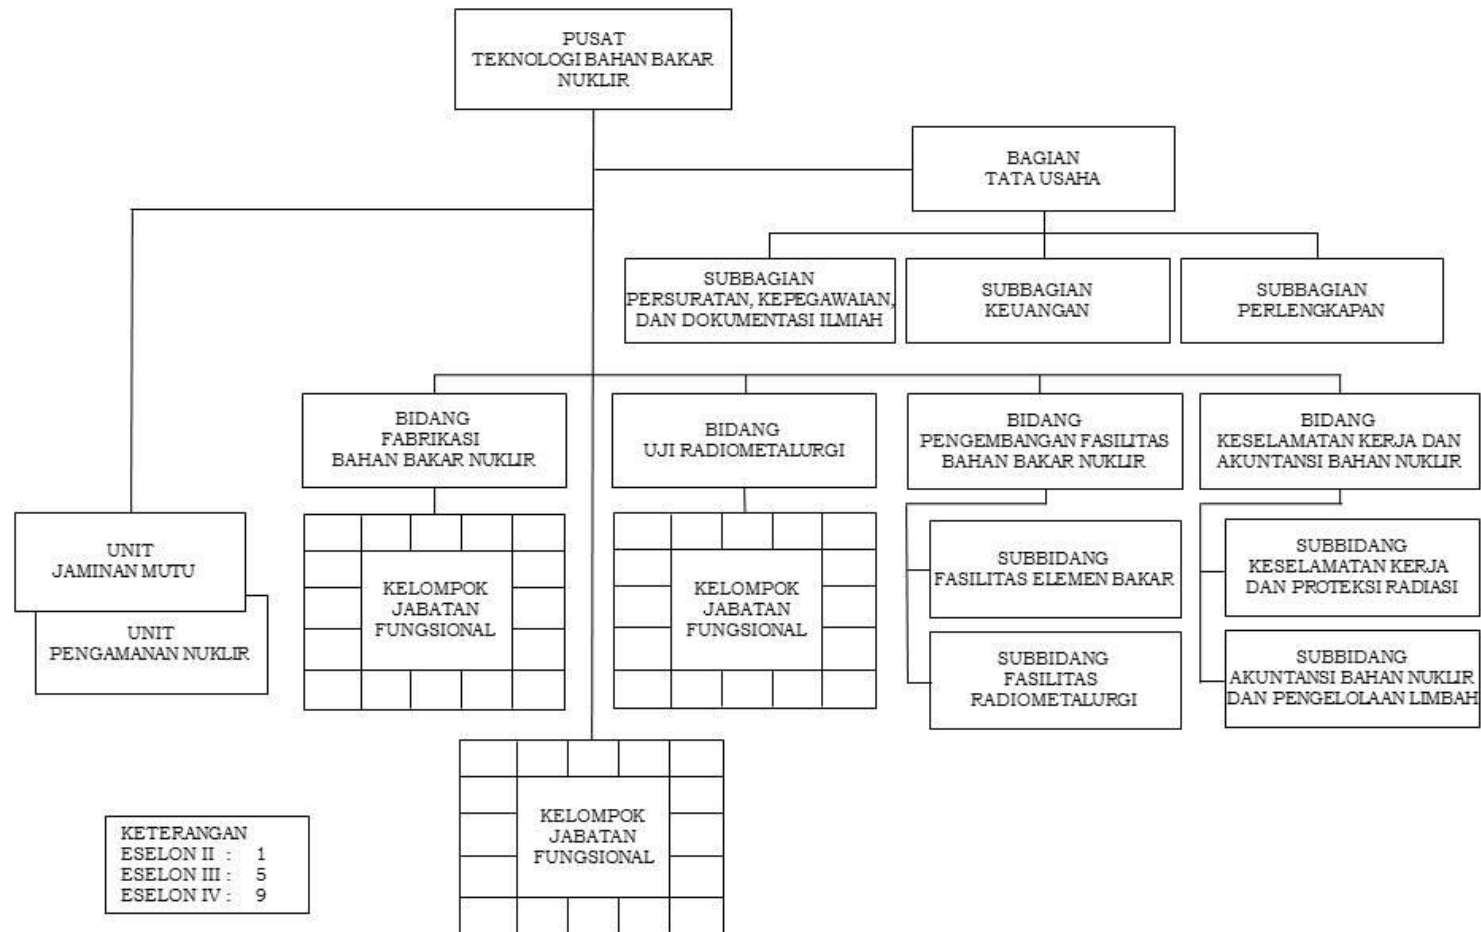 PUSAT
TEKNOLOGI BAHAN BAKAR
NUKLIR
BAGIAN
TATA USAHA
SUBBAGIAN
PERSURATAN, KEPEGAWAIAN,
DAN DOKUMENTASI ILMIAH
SUBBAGIAN
KEUANGAN
SUBBAGIAN
PERLENGKAPAN
BIDANG
FABRIKASI
BAHAN BAKAR NUKLIR
BIDANG
UJI RADIOMETALURGI
BIDANG
PENGEMBANGAN FASILITAS
BAHAN BAKAR NUKLIR
BIDANG
KESELAMATAN KERJA DAN
AKUNTANSI BAHAN NUKLIR
UNIT
JAMINAN MUTU
UNIT
PENGAMANAN NUKLIR
KELOMPOK
JABATAN
FUNGSIONAL
KELOMPOK
JABATAN
FUNGSIONAL
SUBBIDANG
FASILITAS ELEMEN BAKAR
SUBBIDANG
FASILITAS
RADIOMETALURGI
SUBBIDANG
KESELAMATAN KERJA
DAN PROTEKSI RADIASI
SUBBIDANG
AKUNTANSI BAHAN NUKLIR
DAN PENGELOLAAN LIMBAH
KELOMPOK
JABATAN
FUNGSIONAL
KETERANGAN
ESELON II : 1
ESELON III : 5
ESELON IV : 9